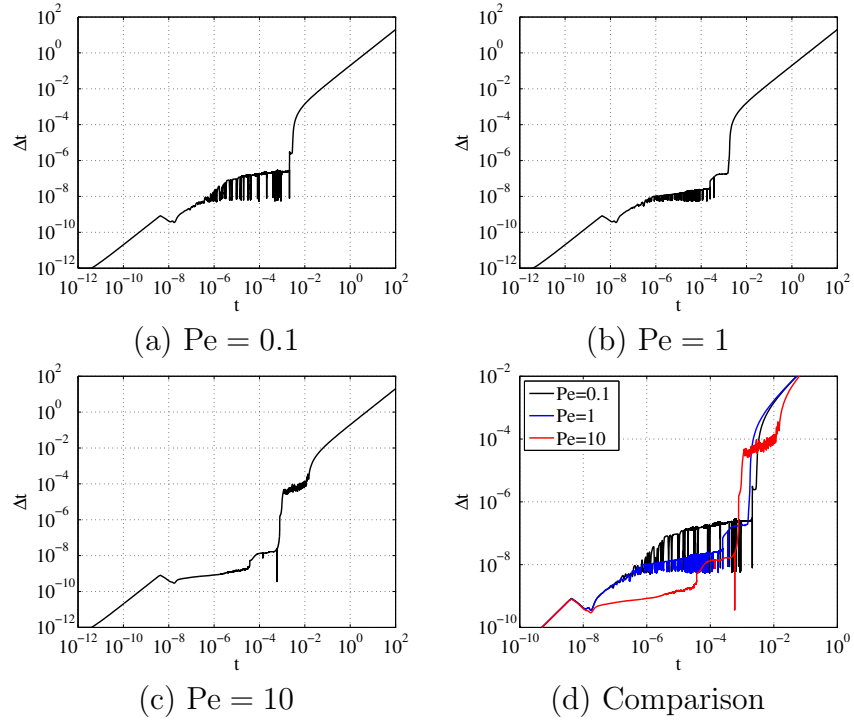 10^2 10^2
10^0 10^0
10^−2 10^−2
Δt 10^−4 Δt 10^−4
10^−6 10^−6
10^−8 10^−8
10^−10 10^−10
10^−12 10^−12
10^−12 10^−10 10^−8 10^−6 10^−4 10^−2 10^0 10^2 10^−12 10^−10 10^−8 10^−6 10^−4 10^−2 10^0 10^2
t t
(a) Pe = 0.1 (b) Pe = 1
10^2 10^−2
10^0 Pe=0.1
10^−2 Pe=1
Pe=10
10^−4
Δt 10^−4 Δt 10^−6
10^−6
10^−8 10^−8
10^−10
10^−12 10^−10
10^−12 10^−10 10^−8 10^−6 10^−4 10^−2 10^0 10^2 10^−10 10^−8 10^−6 10^−4 10^−2 10^0
t t
(c) Pe = 10 (d) Comparison